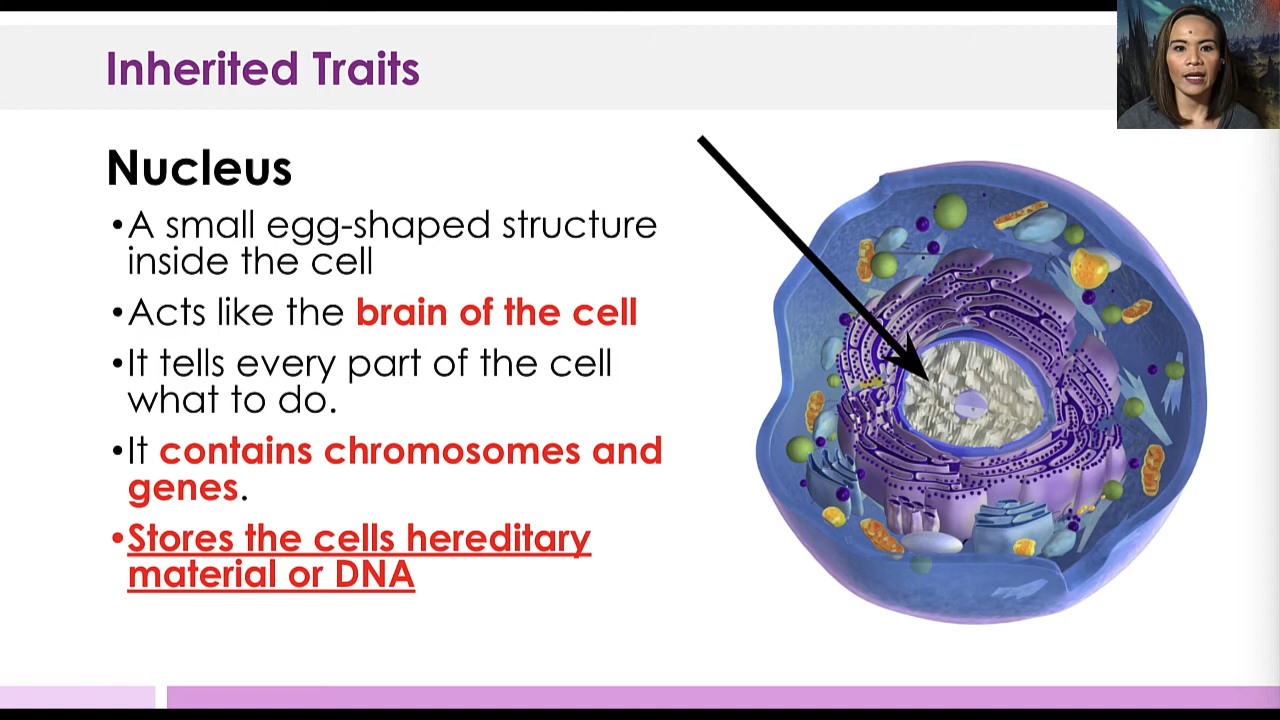 Inherited Traits
Nucleus
•A small egg-shaped structure
inside the cell
•Acts like the brain of the cell
•It tells every part of the cell
what to do.
•It contains chromosomes and
genes.
•Stores the cells hereditary
material or DNA